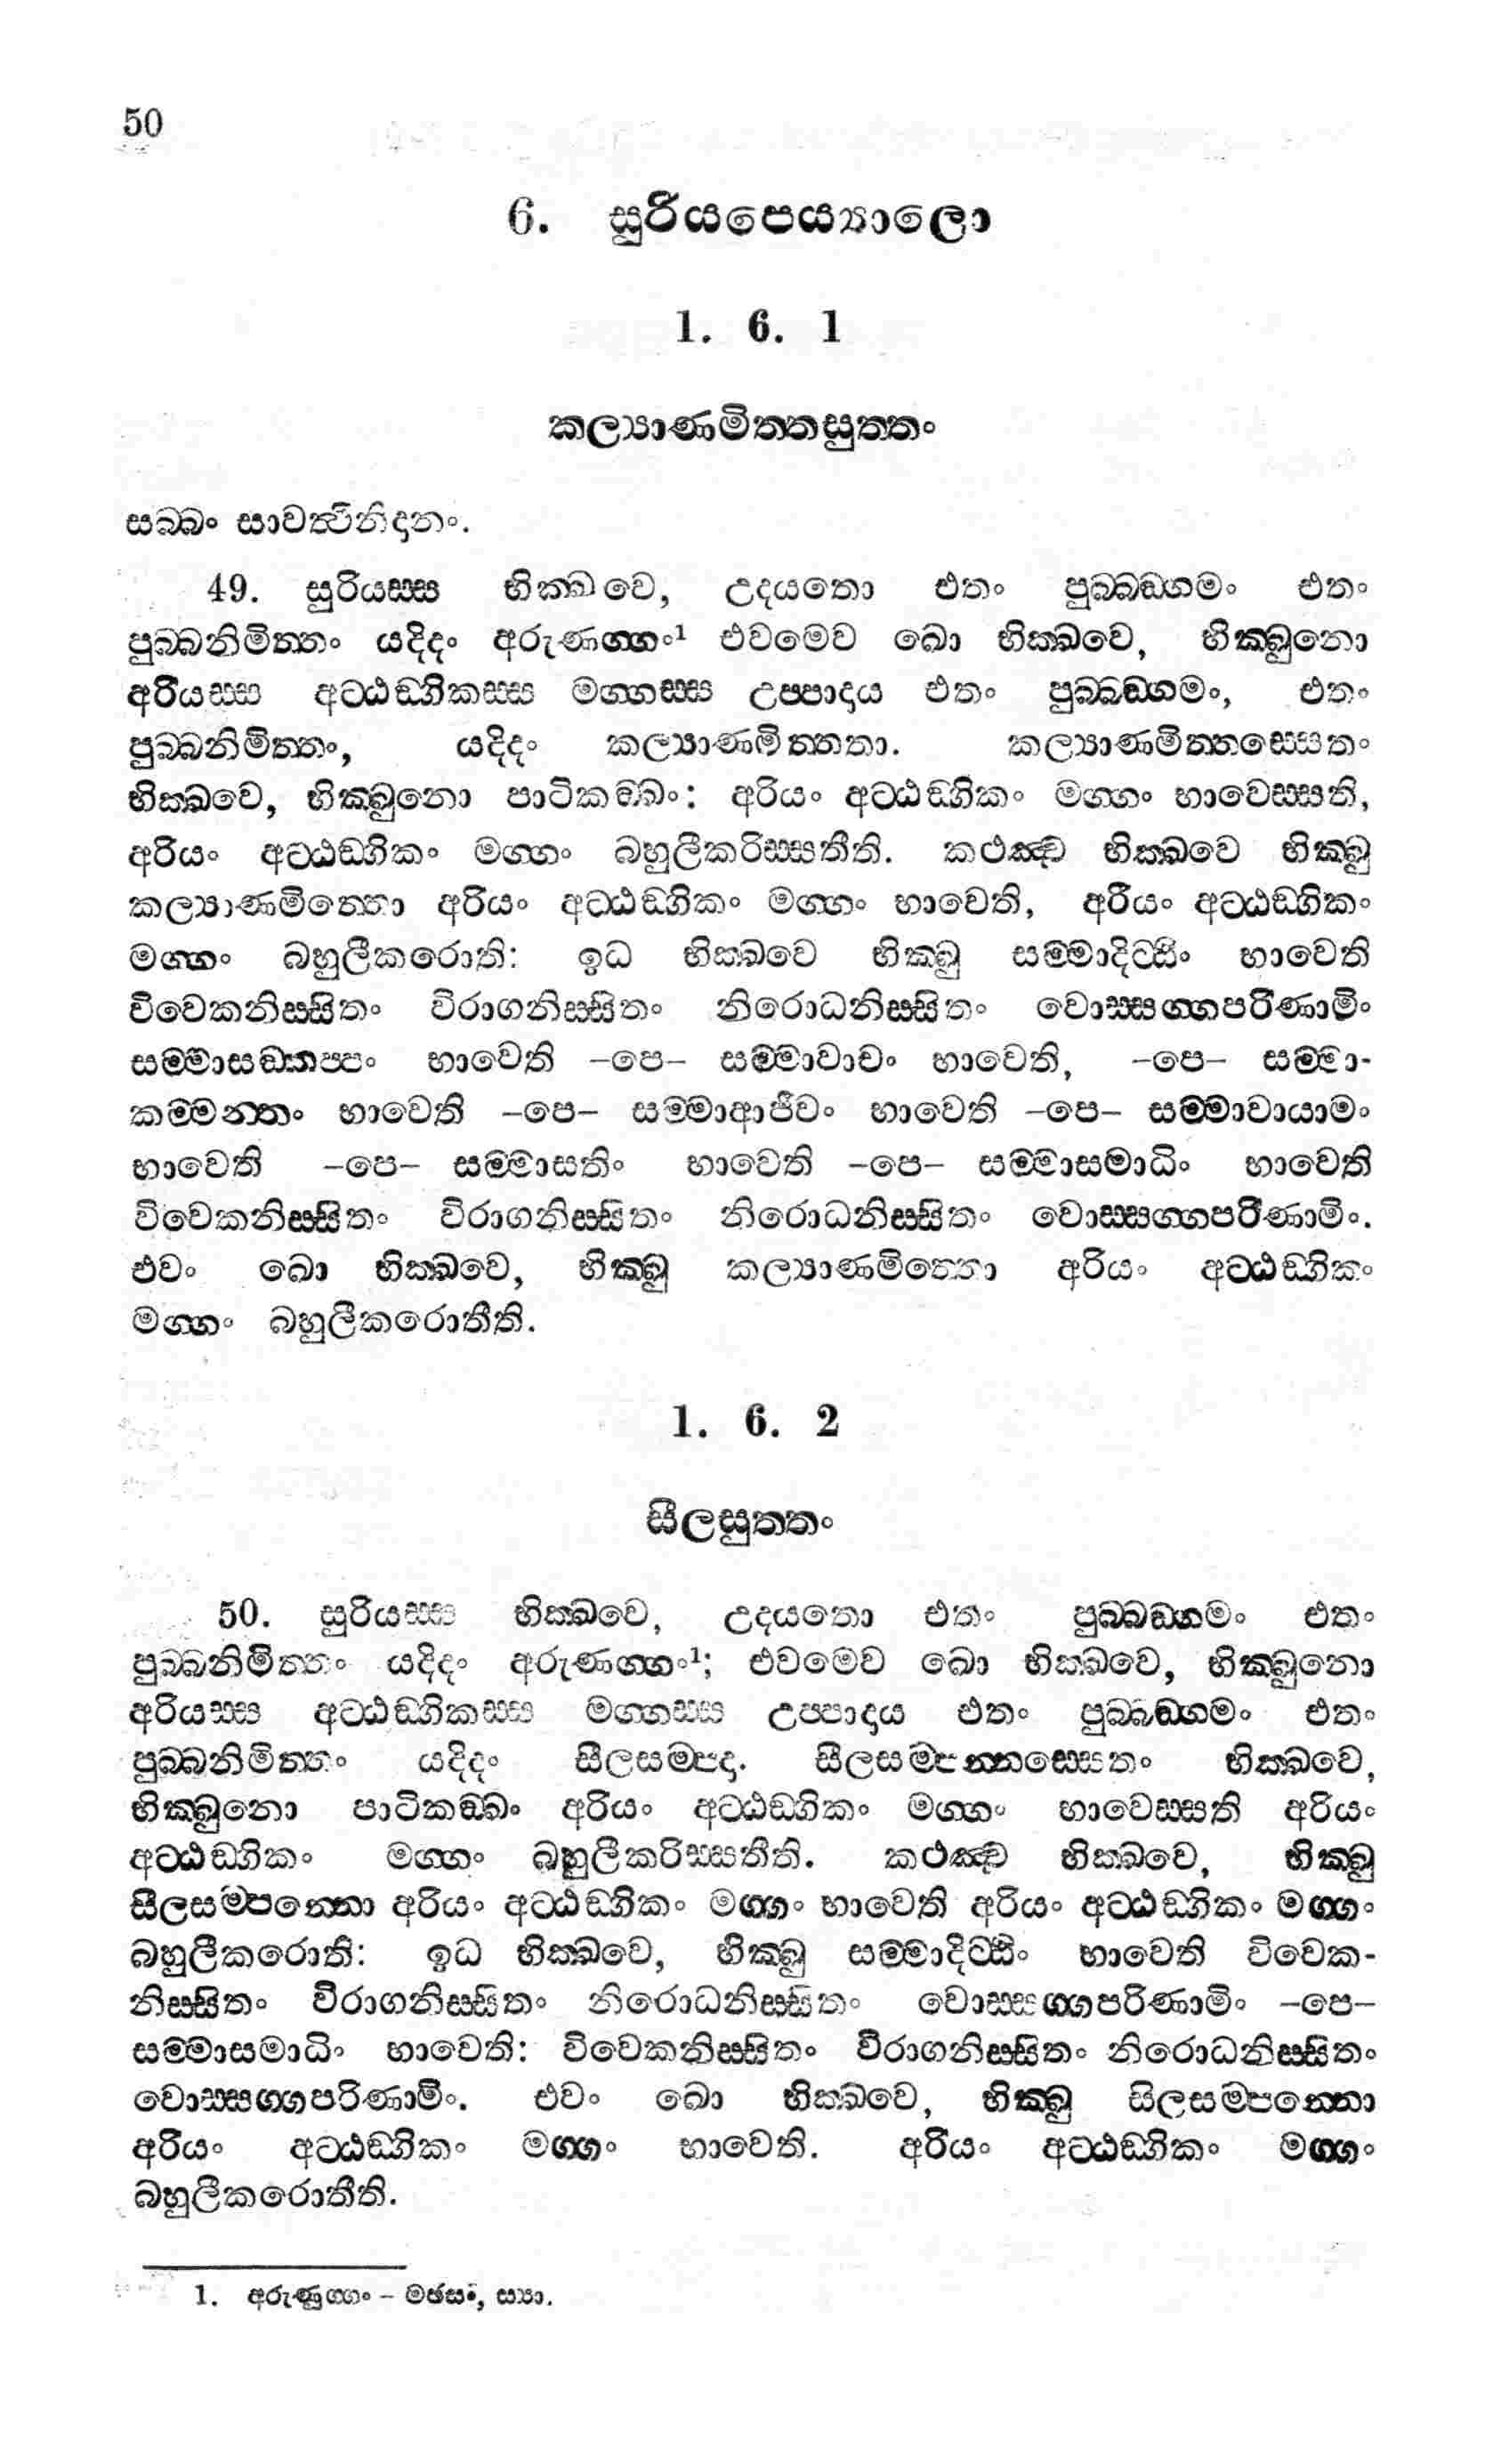 50
6. සූරියපෙය්‍යාලො
1. 6. 1
කල්‍යාණමිත්තසුත්තං
සබ්බං සාවත්ථිනිදානං.
49. සුරියස්ස භික්ඛවෙ, උදයතො එතං පුබ්බඞ්ගමං එතං
පුබ්බනිමිත්තං යදිදං අරුණග්ගං¹ එවමෙව ඛො භික්ඛවෙ, භික්ඛුනො
අරියස්ස අට්ඨඞ්ගිකස්ස මග්ගස්ස උප්පාදාය එතං පුබ්බඞ්ගමං, එතං
පුබ්බනිමිත්තං, යදිදං කල්‍යාණමිත්තතා. කල්‍යාණමිත්තස්සෙතං
භික්ඛවෙ, භික්ඛුනො පාටිකඞ්ඛං: අරියං අට්ඨඞ්ගිකං මග්ගං භාවෙස්සති,
අරියං අට්ඨඞ්ගිකං මග්ගං බහුලීකරිස්සතීති. කථඤ්ච භික්ඛවෙ භික්ඛු
කල්‍යාණමිත්තො අරියං අට්ඨඞ්ගිකං මග්ගං භාවෙති, අරියං අට්ඨඞ්ගිකං
මග්ගං බහුලීකරොති: ඉධ භික්ඛවෙ භික්ඛු සම්මාදිට්ඨිං භාවෙති
විවෙකනිස්සිතං විරාගනිස්සිතං නිරොධනිස්සිතං වොස්සග්ගපරිණාමිං
සම්මාසඞ්කප්පං භාවෙති –පෙ– සම්මාවාචං භාවෙති, –පෙ– සම්මා-
කම්මන්තං භාවෙති –පෙ– සම්මාආජීවං භාවෙති –පෙ– සම්මාවායාමං
භාවෙති –පෙ– සම්මාසතිං භාවෙති –පෙ– සම්මාසමාධිං භාවෙති
විවෙකනිස්සිතං විරාගනිස්සිතං නිරොධනිස්සිතං වොස්සග්ගපරිණාමිං.
එවං ඛො භික්ඛවෙ, භික්ඛු කල්‍යාණමිත්තො අරියං අට්ඨඞ්ගිකං
මග්ගං බහුලීකරොතීති.
1. 6. 2
සීලසුත්තං
50. සුරියස්ස භික්ඛවෙ, උදයතො එතං පුබ්බඞ්ගමං එතං
පුබ්බනිමිත්තං යදිදං අරුණග්ගං¹; එවමෙව ඛො භික්ඛවෙ, භික්ඛුනො
අරියස්ස අට්ඨඞ්ගිකස්ස මග්ගස්ස උප්පාදාය එතං පුබ්බඞ්ගමං එතං
පුබ්බනිමිත්තං යදිදං සීලසම්පදා. සීලසම්පන්නස්සෙතං භික්ඛවෙ,
භික්ඛුනො පාටිකඞ්ඛං අරියං අට්ඨඞ්ගිකං මග්ගං භාවෙස්සති අරියං
අට්ඨඞ්ගිකං මග්ගං බහුලීකරිස්සතීති. කථඤ්ච භික්ඛවෙ, භික්ඛු
සීලසම්පන්නො අරියං අට්ඨඞ්ගිකං මග්ගං භාවෙති අරියං අට්ඨඞ්ගිකං මග්ගං
බහුලීකරොති: ඉධ භික්ඛවෙ, භික්ඛු සම්මාදිට්ඨිං භාවෙති විවෙක-
නිස්සිතං විරාගනිස්සිතං නිරොධනිස්සිතං වොස්සග්ගපරිණාමිං –පෙ–
සම්මාසමාධිං භාවෙති: විවෙකනිස්සිතං විරාගනිස්සිතං නිරොධනිස්සිතං
වොස්සග්ගපරිණාමිං. එවං ඛො භික්ඛවෙ, භික්ඛු සිලසම්පන්නො
අරියං අට්ඨඞ්ගිකං මග්ගං භාවෙති. අරියං අට්ඨඞ්ගිකං මග්ගං
බහුලීකරොතීති.
1. අරුණුග්ගං – මඡසං, ස්‍යා.